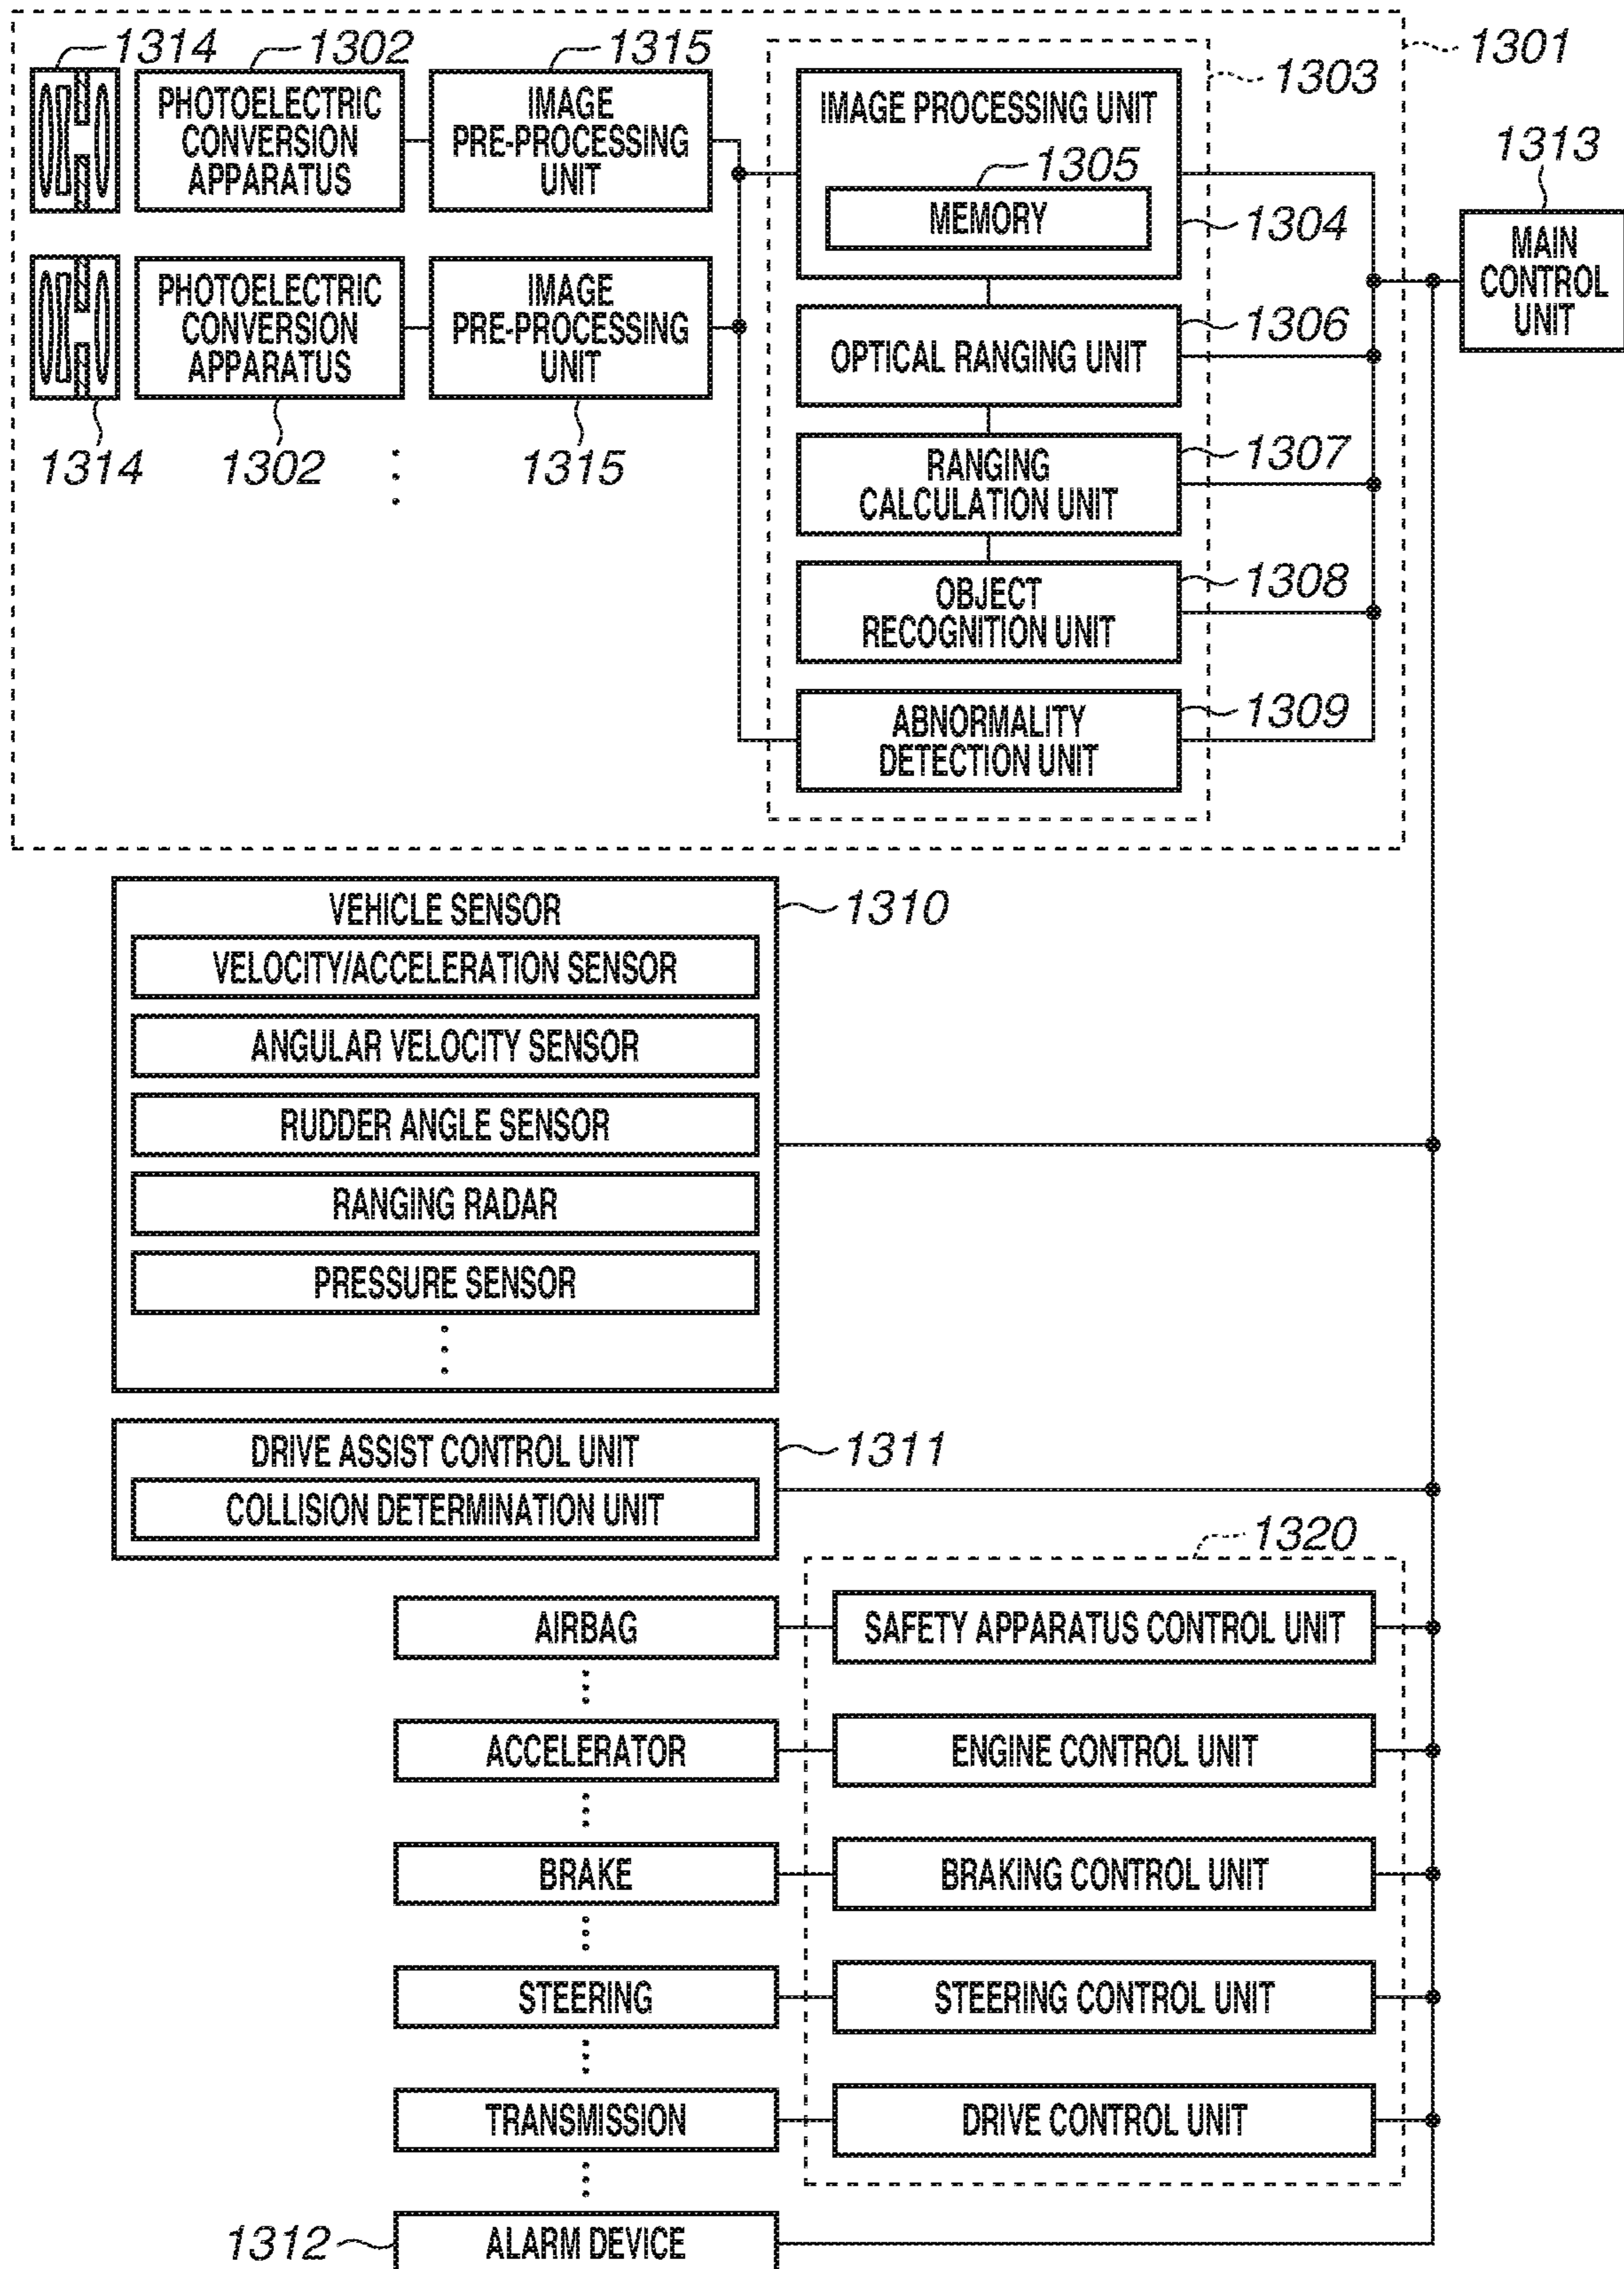 1314
1302
1315
1301
1303
1313
PHOTOELECTRIC
CONVERSION
APPARATUS
IMAGE
PRE-PROCESSING
UNIT
IMAGE PROCESSING UNIT
1305
MEMORY
1304
MAIN
CONTROL
UNIT
PHOTOELECTRIC
CONVERSION
APPARATUS
IMAGE
PRE-PROCESSING
UNIT
1314
1302
1315
OPTICAL RANGING UNIT
1306
RANGING
CALCULATION UNIT
1307
OBJECT
RECOGNITION UNIT
1308
ABNORMALITY
DETECTION UNIT
1309
VEHICLE SENSOR
1310
VELOCITY/ACCELERATION SENSOR
ANGULAR VELOCITY SENSOR
RUDDER ANGLE SENSOR
RANGING RADAR
PRESSURE SENSOR
DRIVE ASSIST CONTROL UNIT
1311
COLLISION DETERMINATION UNIT
1320
AIRBAG
SAFETY APPARATUS CONTROL UNIT
ACCELERATOR
ENGINE CONTROL UNIT
BRAKE
BRAKING CONTROL UNIT
STEERING
STEERING CONTROL UNIT
TRANSMISSION
DRIVE CONTROL UNIT
1312
ALARM DEVICE